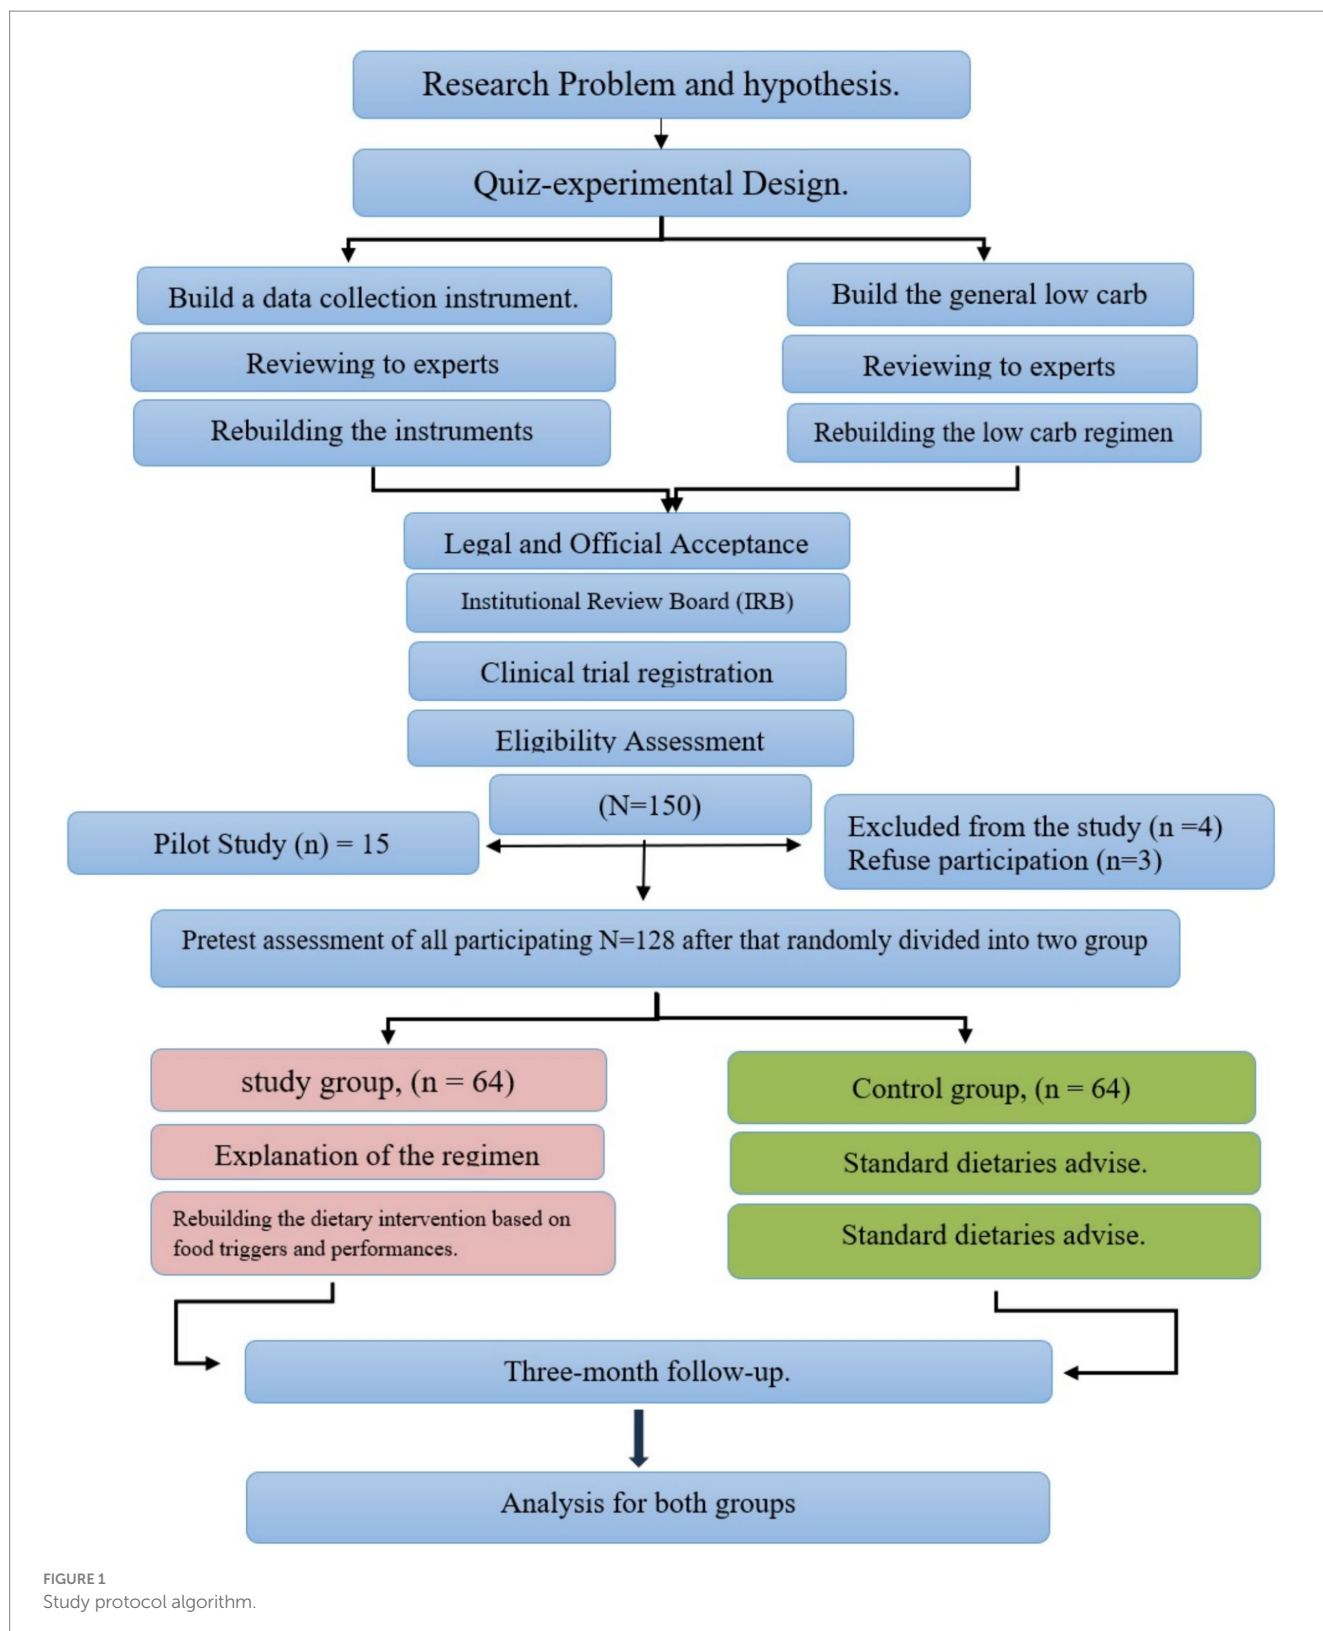 Research Problem and hypothesis.
Quiz-experimental Design.
Build a data collection instrument.
Reviewing to experts
Rebuilding the instruments
Build the general low carb
Reviewing to experts
Rebuilding the low carb regimen
Legal and Official Acceptance
Institutional Review Board (IRB)
Clinical trial registration
Eligibility Assessment
(N=150)
Pilot Study (n) = 15
Excluded from the study (n =4)
Refuse participation (n=3)
Pretest assessment of all participating N=128 after that randomly divided into two group
study group, (n = 64)
Explanation of the regimen
Rebuilding the dietary intervention based on
food triggers and performances.
Control group, (n = 64)
Standard dietaries advise.
Standard dietaries advise.
Three-month follow-up.
Analysis for both groups
FIGURE 1
Study protocol algorithm.